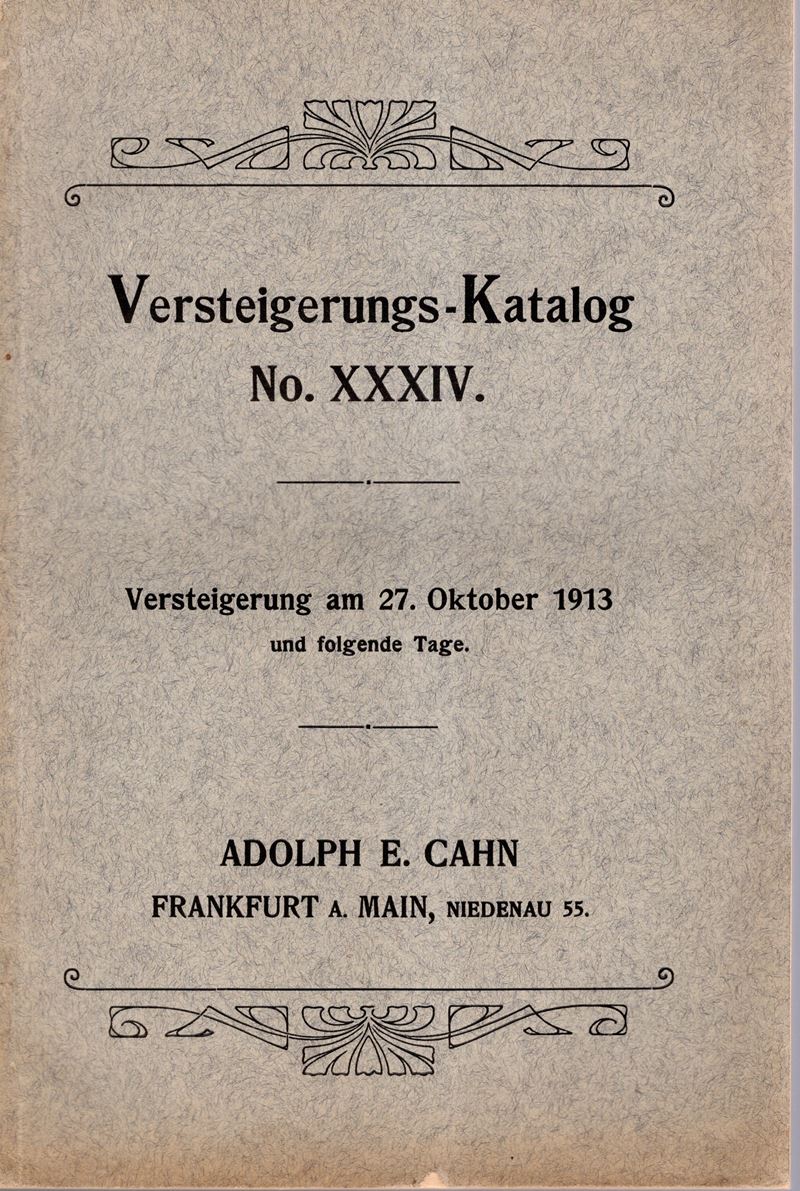 Versteigerungs-Katalog
No. XXXIV.
Versteigerung am 27. Oktober 1913
und folgende Tage.
ADOLPH E. CAHN
FRANKFURT A. MAIN, NIEDENAU 55.